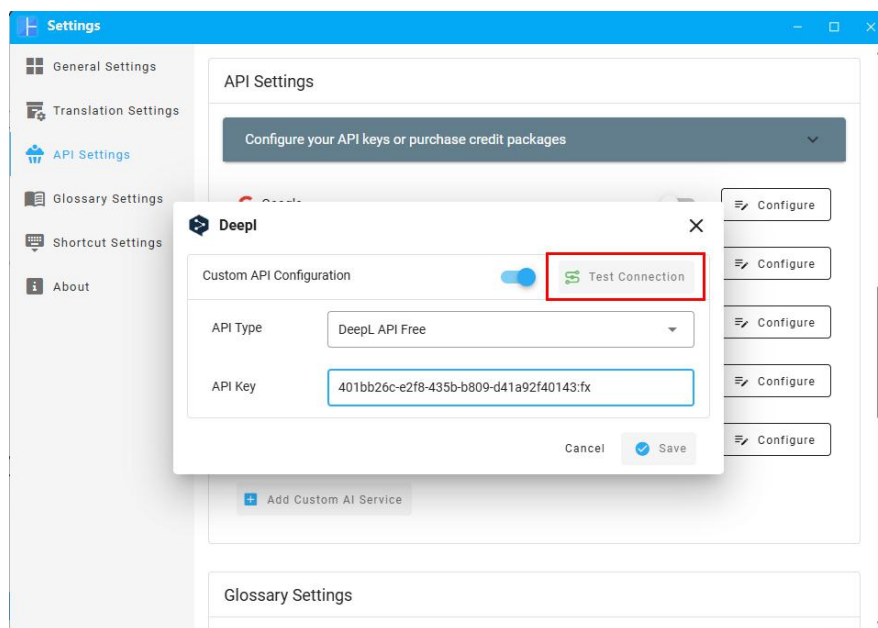 Settings
General Settings
Translation Settings
API Settings
Glossary Settings
Shortcut Settings
About
API Settings
Configure your API keys or purchase credit packages
Google
Configure
Configure
Configure
Configure
Configure
Deepl
Custom API Configuration
Test Connection
API Type
DeepL API Free
API Key
401bb26c-e2f8-435b-b809-d41a92f40143:fx
Cancel
Save
Add Custom AI Service
Glossary Settings